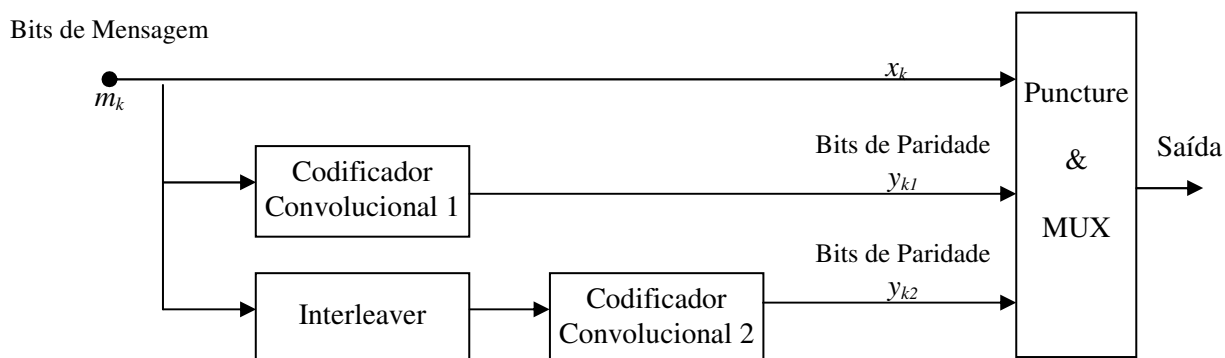 Bits de Mensagem
m_k
x_k
Codificador
Convolucional 1
Bits de Paridade
y_k1
Interleaver
Codificador
Convolucional 2
Bits de Paridade
y_k2
Puncture
&
MUX
Saída